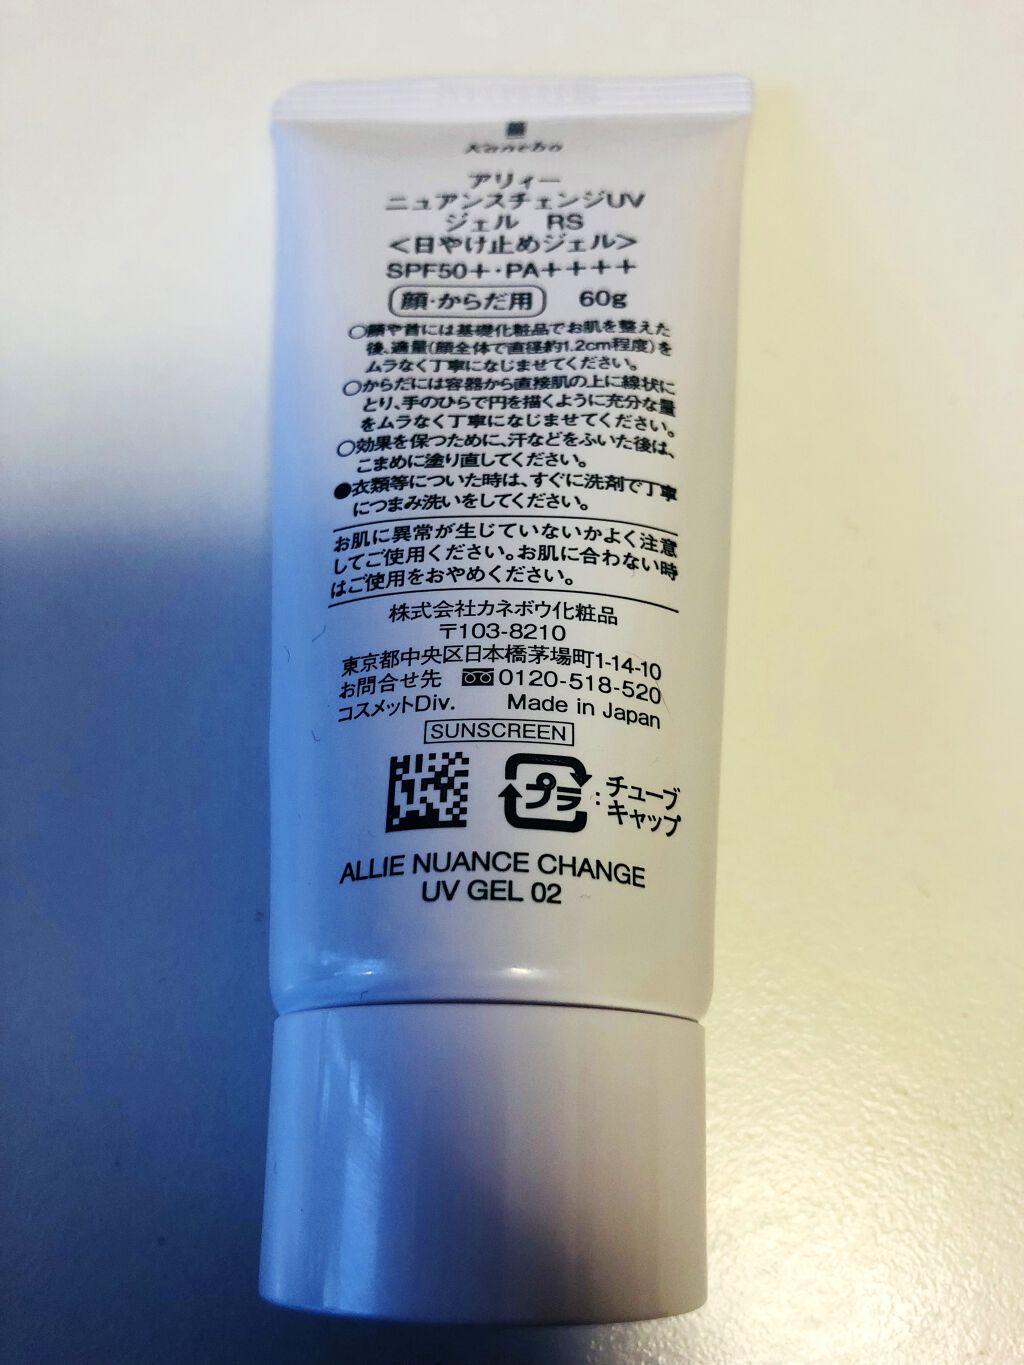 Kanebo
アリィー
ニュアンスチェンジUV
ジェル RS
<日やけ止めジェル>
SPF50+・PA++++
顔・からだ用 60g
○顔や首には基礎化粧品でお肌を整えた
後、適量(顔全体で直径約1.2cm程度)を
ムラなく丁寧になじませてください。
○からだには容器から直接肌の上に線状に
とり、手のひらで円を描くように充分な量
をムラなく丁寧になじませてください。
○効果を保つために、汗などをふいた後は、
こまめに塗り直してください。
●衣類等についた時は、すぐに洗剤で丁寧
につまみ洗いをしてください。
お肌に異常が生じていないかよく注意
してご使用ください。お肌に合わない時
はご使用をおやめください。
株式会社カネボウ化粧品
〒103-8210
東京都中央区日本橋茅場町1-14-10
お問合せ先 0120-518-520
コスメットDiv. Made in Japan
SUNSCREEN
プラ : チューブ
キャップ
ALLIE NUANCE CHANGE
UV GEL 02